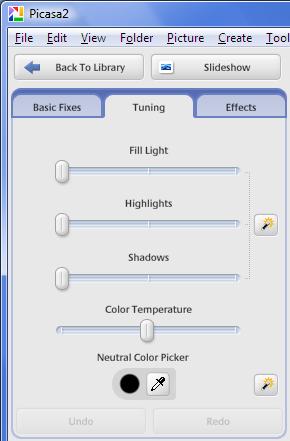 Picasa2
File Edit View Folder Picture Create Tool
Back To Library Slideshow
Basic Fixes Tuning Effects
Fill Light
Highlights
Shadows
Color Temperature
Neutral Color Picker
Undo Redo